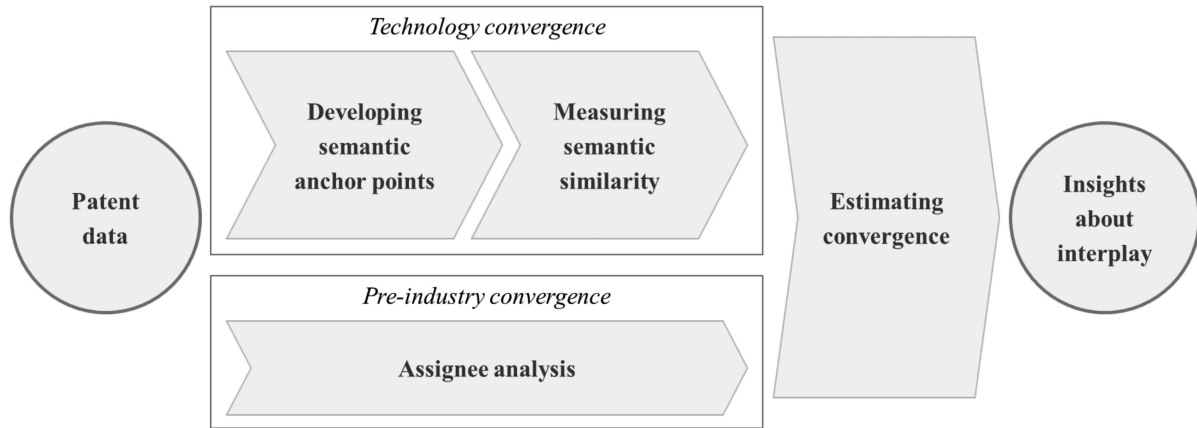 Patent
data
Technology convergence
Developing
semantic
anchor points
Measuring
semantic
similarity
Pre-industry convergence
Assignee analysis
Estimating
convergence
Insights
about
interplay